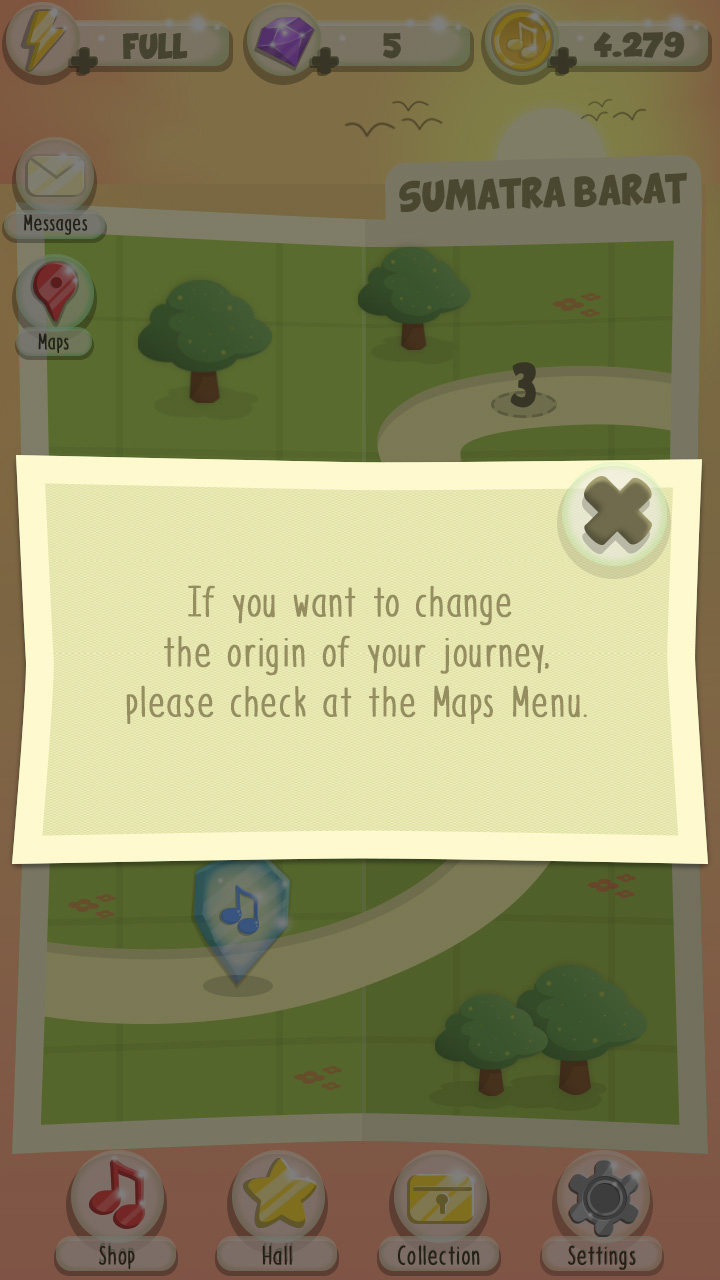 FULL
5
4.279
Messages
SUMATRA BARAT
Maps
3
If you want to change
the origin of your journey,
please check at the Maps Menu.
Shop
Hall
Collection
Settings